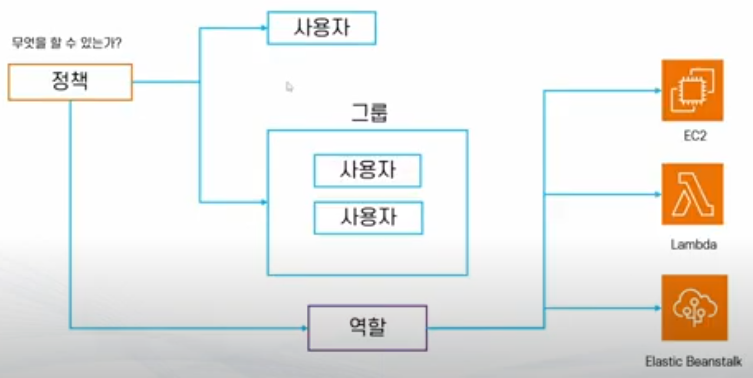 무엇을 할 수 있는가?
정책
사용자
그룹
사용자
사용자
역할
EC2
Lambda
Elastic Beanstalk